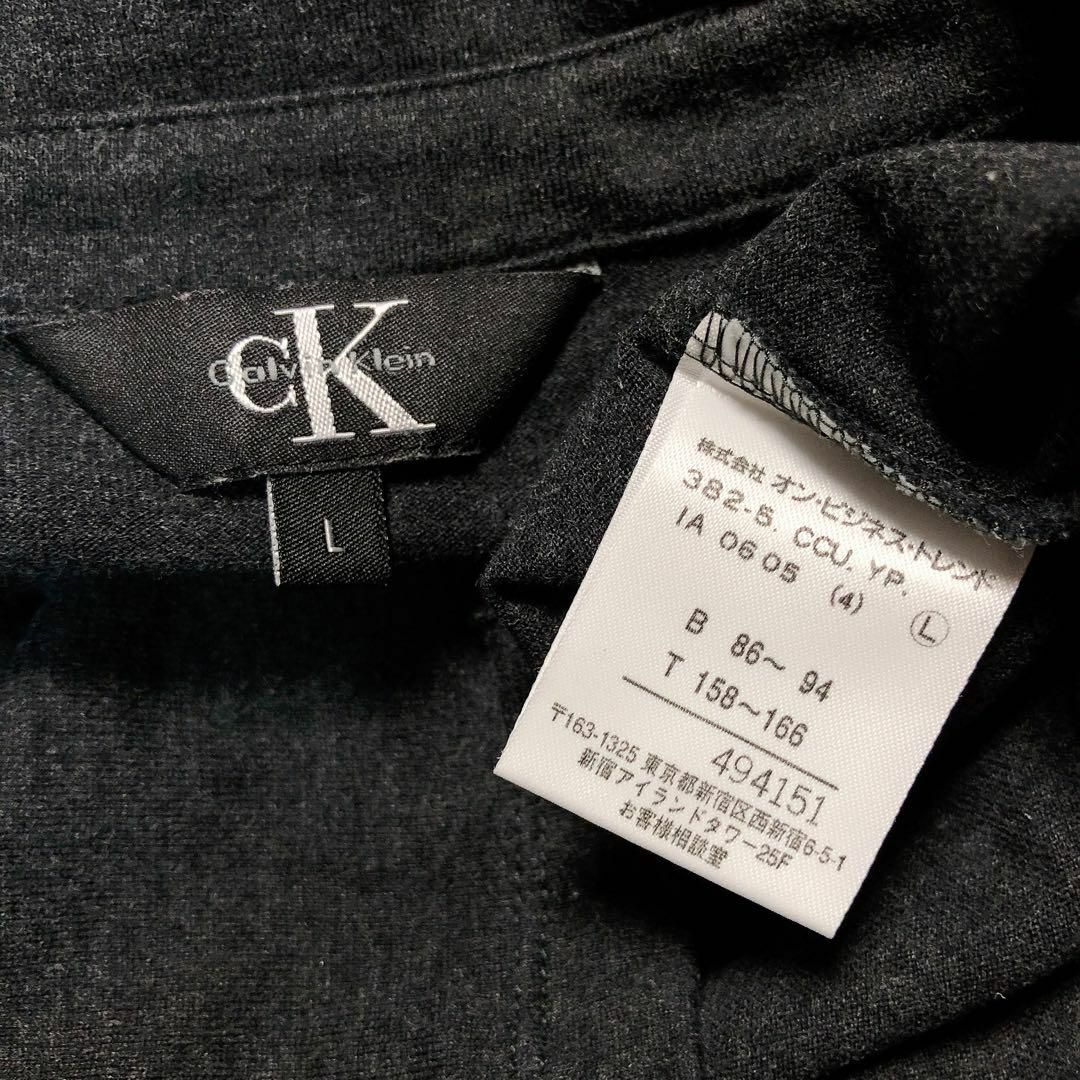 Calvin Klein
CK
L
株式会社 オン・ビジネス・トレンド
382-5. CCU. YP.
IA 0605 (4) Ⓛ
B 86～ 94
T 158～166
494151
〒163-1325 東京都新宿区西新宿6-5-1
新宿アイランドタワー25F
お客様相談室